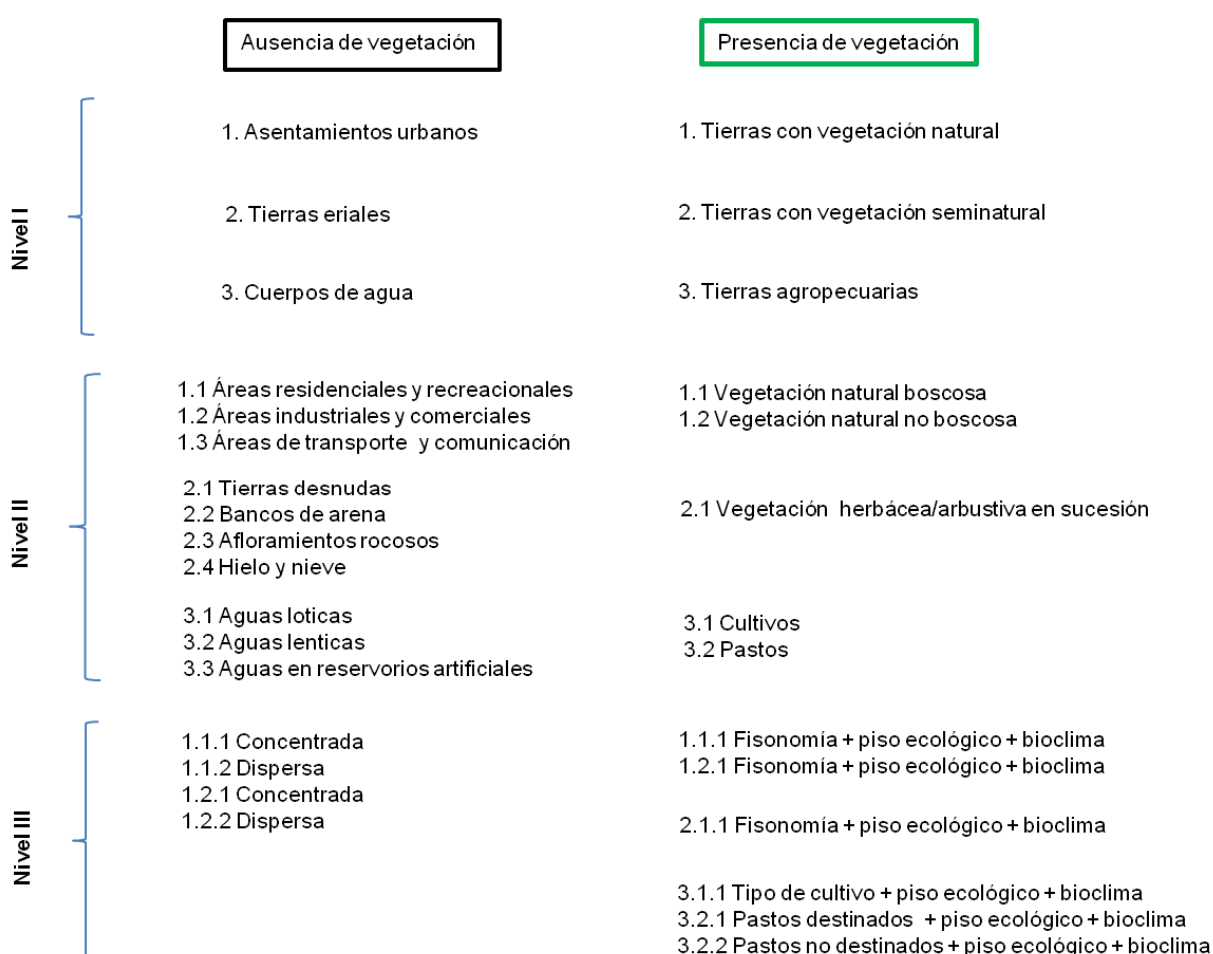 Ausencia de vegetación
Presencia de vegetación
Nivel I
1. Asentamientos urbanos
2. Tierras eriales
3. Cuerpos de agua
1. Tierras con vegetación natural
2. Tierras con vegetación seminatural
3. Tierras agropecuarias
Nivel II
1.1 Áreas residenciales y recreacionales
1.2 Áreas industriales y comerciales
1.3 Áreas de transporte y comunicación
2.1 Tierras desnudas
2.2 Bancos de arena
2.3 Afloramientos rocosos
2.4 Hielo y nieve
3.1 Aguas loticas
3.2 Aguas lenticas
3.3 Aguas en reservorios artificiales
1.1 Vegetación natural boscosa
1.2 Vegetación natural no boscosa
2.1 Vegetación herbácea/arbustiva en sucesión
3.1 Cultivos
3.2 Pastos
Nivel III
1.1.1 Concentrada
1.1.2 Dispersa
1.2.1 Concentrada
1.2.2 Dispersa
1.1.1 Fisonomía + piso ecológico + bioclima
1.2.1 Fisonomía + piso ecológico + bioclima
2.1.1 Fisonomía + piso ecológico + bioclima
3.1.1 Tipo de cultivo + piso ecológico + bioclima
3.2.1 Pastos destinados + piso ecológico + bioclima
3.2.2 Pastos no destinados + piso ecológico + bioclima